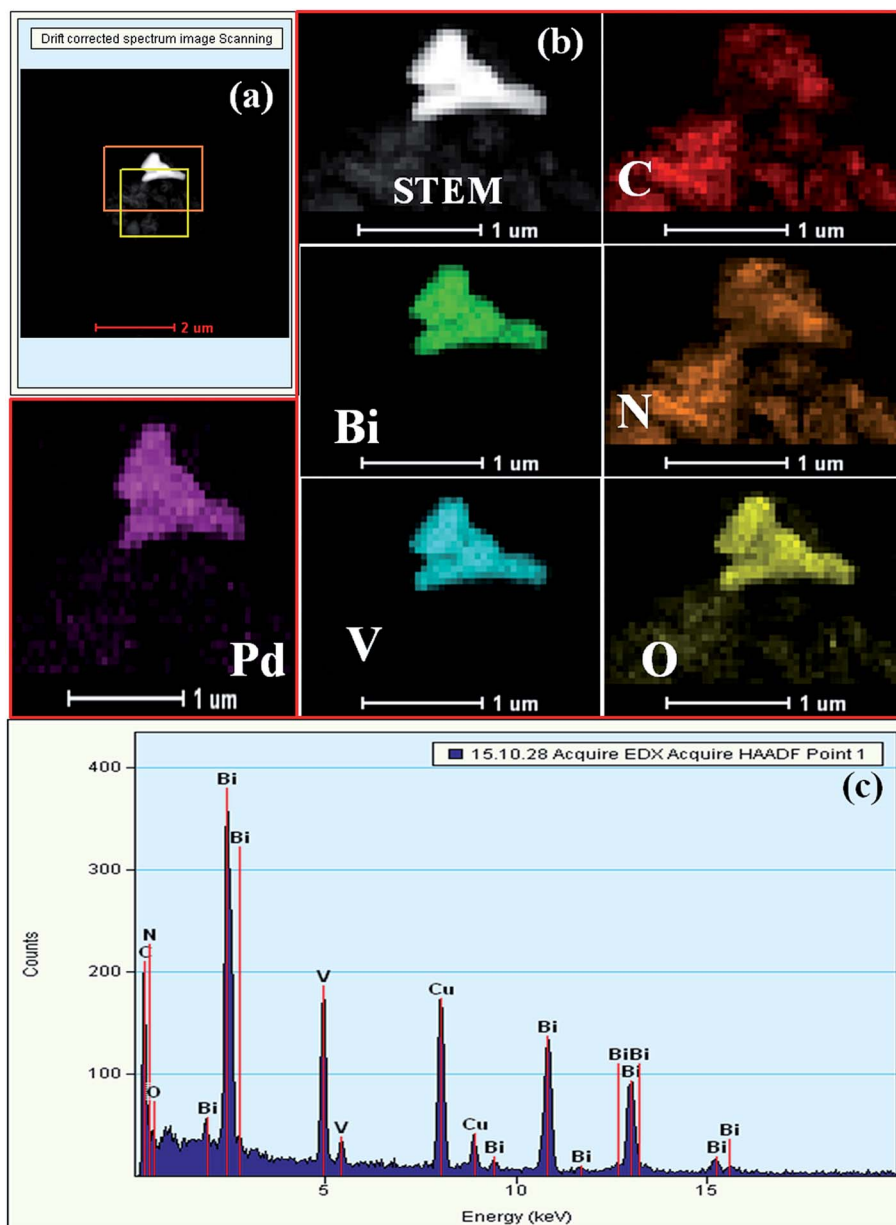 Drift corrected spectrum image Scanning
(a)
2 um
(b)
STEM
1 um
C
1 um
Bi
1 um
N
1 um
Pd
1 um
V
1 um
O
1 um
15.10.28 Acquire EDX Acquire HAADF Point 1
(c)
400
300
200
100
Counts
Bi
Bi
N
C
O
Bi
V
V
Cu
Cu
Bi
Bi
Bi
BiBi
Bi
Bi
Bi
5
10
15
Energy (keV)